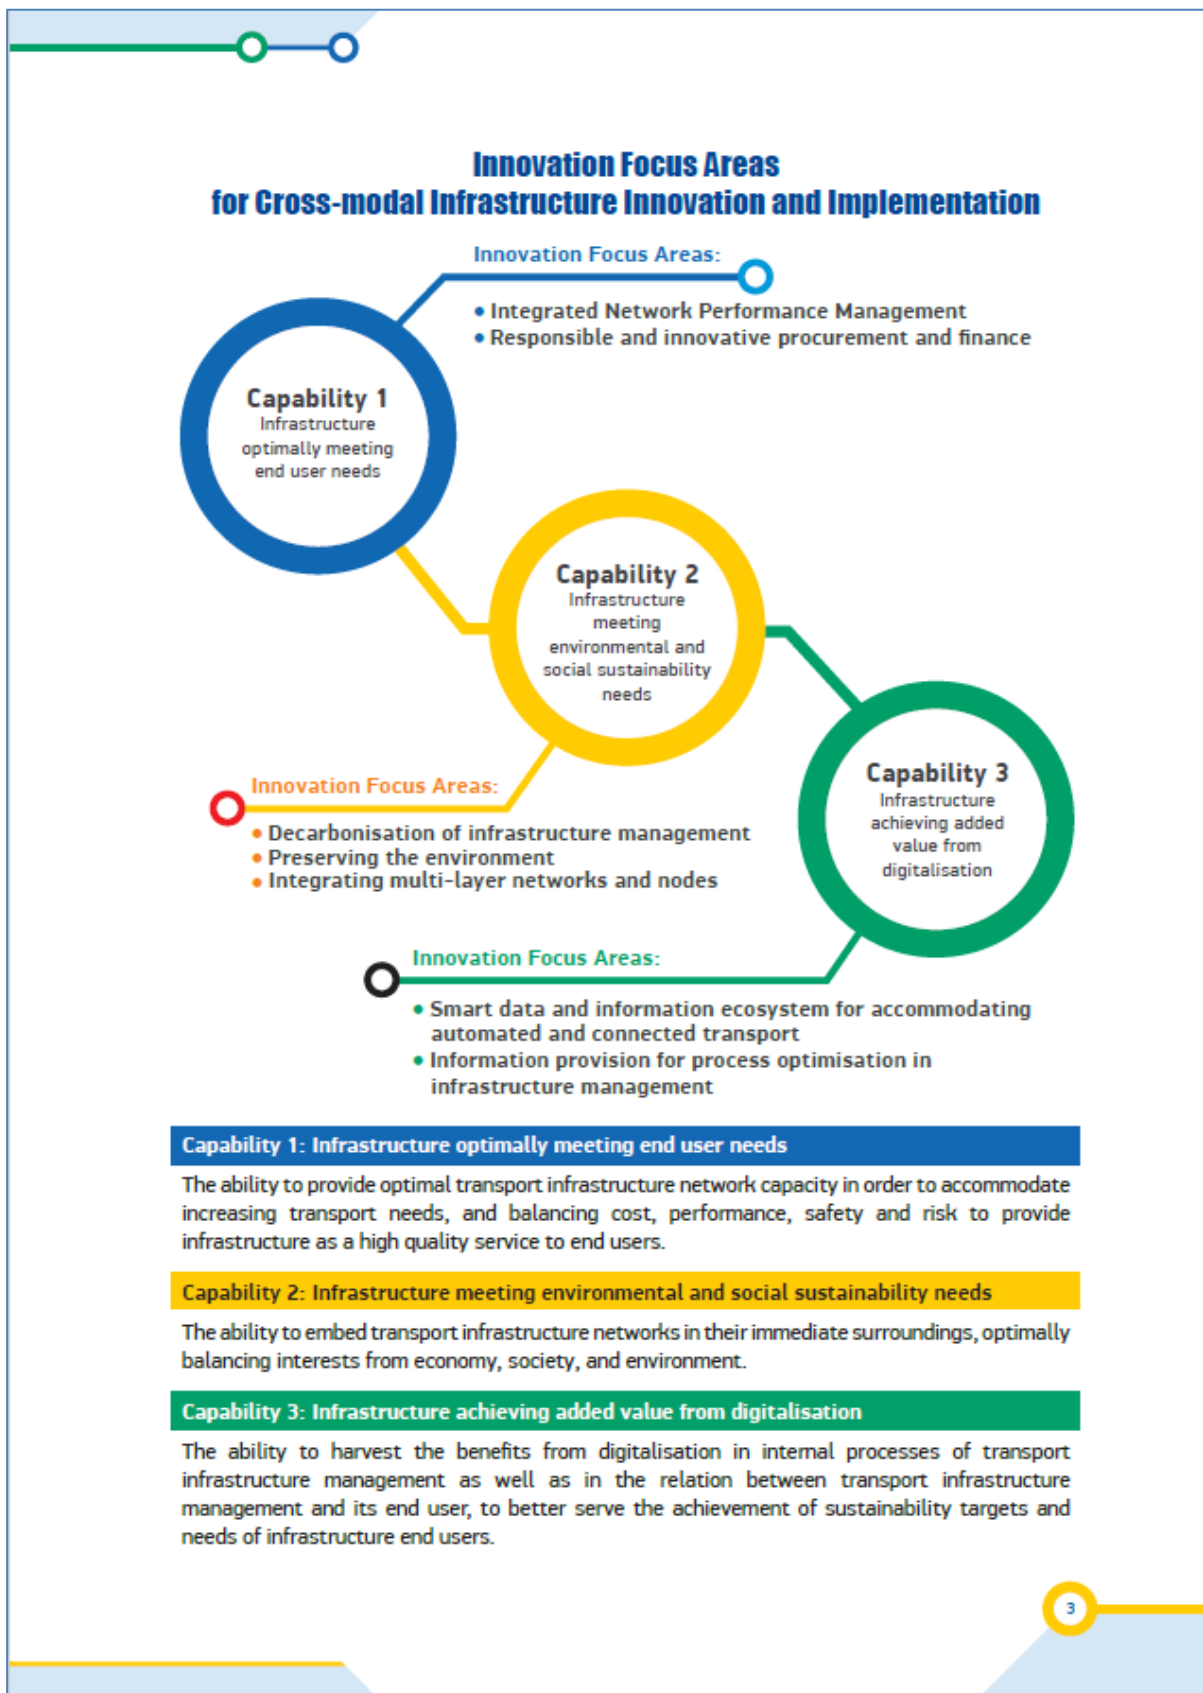 Innovation Focus Areas
for Cross-modal Infrastructure Innovation and Implementation
Innovation Focus Areas:
• Integrated Network Performance Management
• Responsible and innovative procurement and finance
Capability 1
Infrastructure
optimally meeting
end user needs
Capability 2
Infrastructure
meeting
environmental and
social sustainability
needs
Capability 3
Infrastructure
achieving added
value from
digitalisation
Innovation Focus Areas:
• Decarbonisation of infrastructure management
• Preserving the environment
• Integrating multi-layer networks and nodes
Innovation Focus Areas:
• Smart data and information ecosystem for accommodating
automated and connected transport
• Information provision for process optimisation in
infrastructure management
Capability 1: Infrastructure optimally meeting end user needs
The ability to provide optimal transport infrastructure network capacity in order to accommodate
increasing transport needs, and balancing cost, performance, safety and risk to provide
infrastructure as a high quality service to end users.
Capability 2: Infrastructure meeting environmental and social sustainability needs
The ability to embed transport infrastructure networks in their immediate surroundings, optimally
balancing interests from economy, society, and environment.
Capability 3: Infrastructure achieving added value from digitalisation
The ability to harvest the benefits from digitalisation in internal processes of transport
infrastructure management as well as in the relation between transport infrastructure
management and its end user, to better serve the achievement of sustainability targets and
needs of infrastructure end users.
3